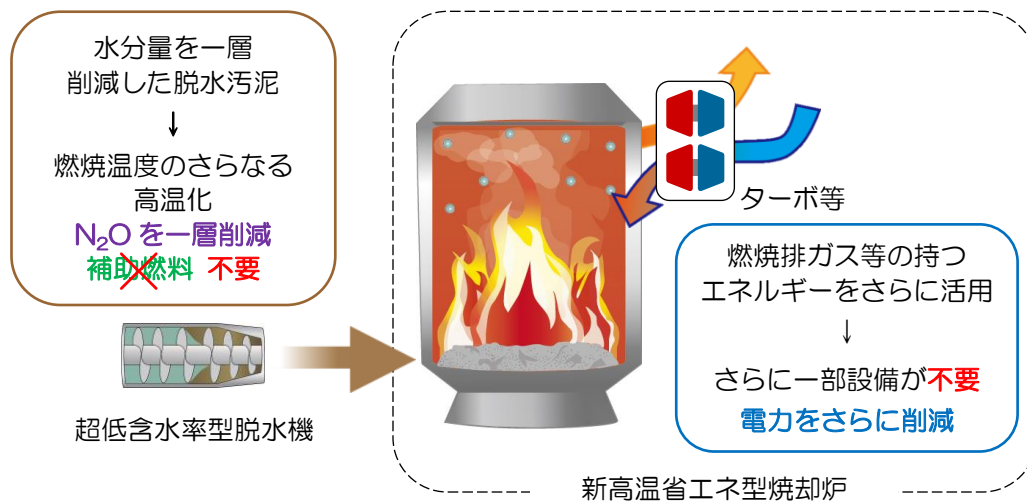 水分量を一層
削減した脱水汚泥
↓
燃焼温度のさらなる
高温化
N₂Oを一層削減
補助燃料 不要
超低含水率型脱水機
ターボ等
燃焼排ガス等の持つ
エネルギーをさらに活用
↓
さらに一部設備が不要
電力をさらに削減
新高温省エネ型焼却炉